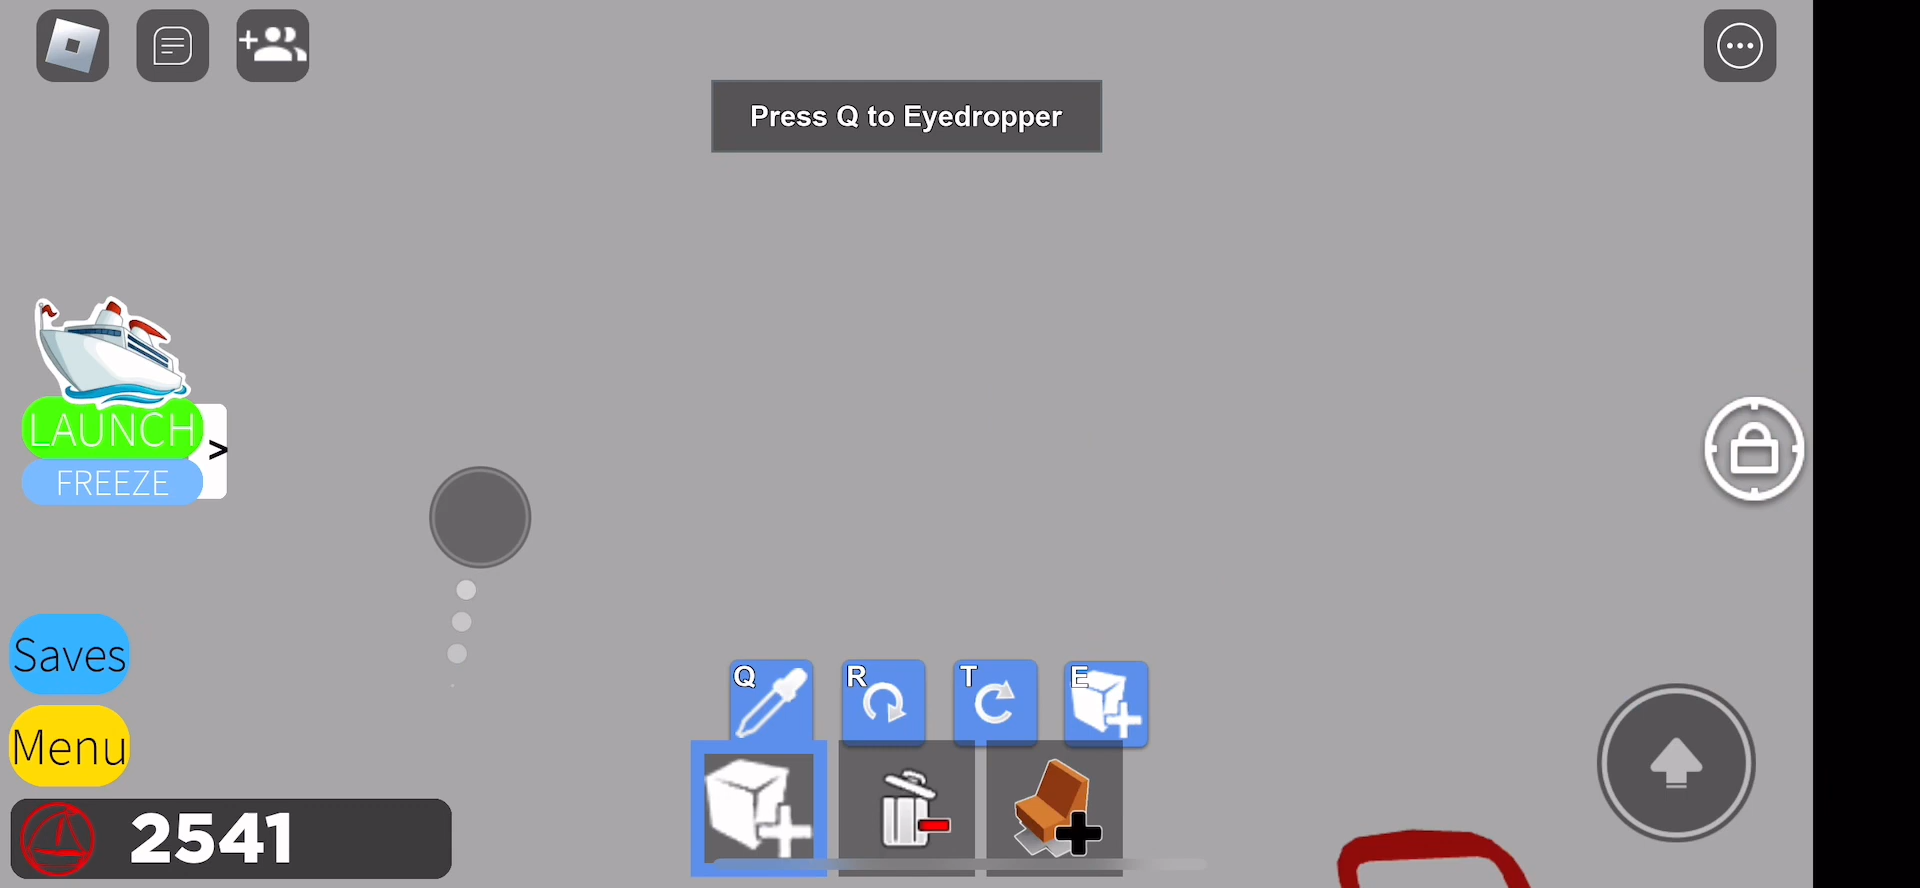 Press Q to Eyedropper
LAUNCH
>
FREEZE
Saves
Q
R
T
E
Menu
2541